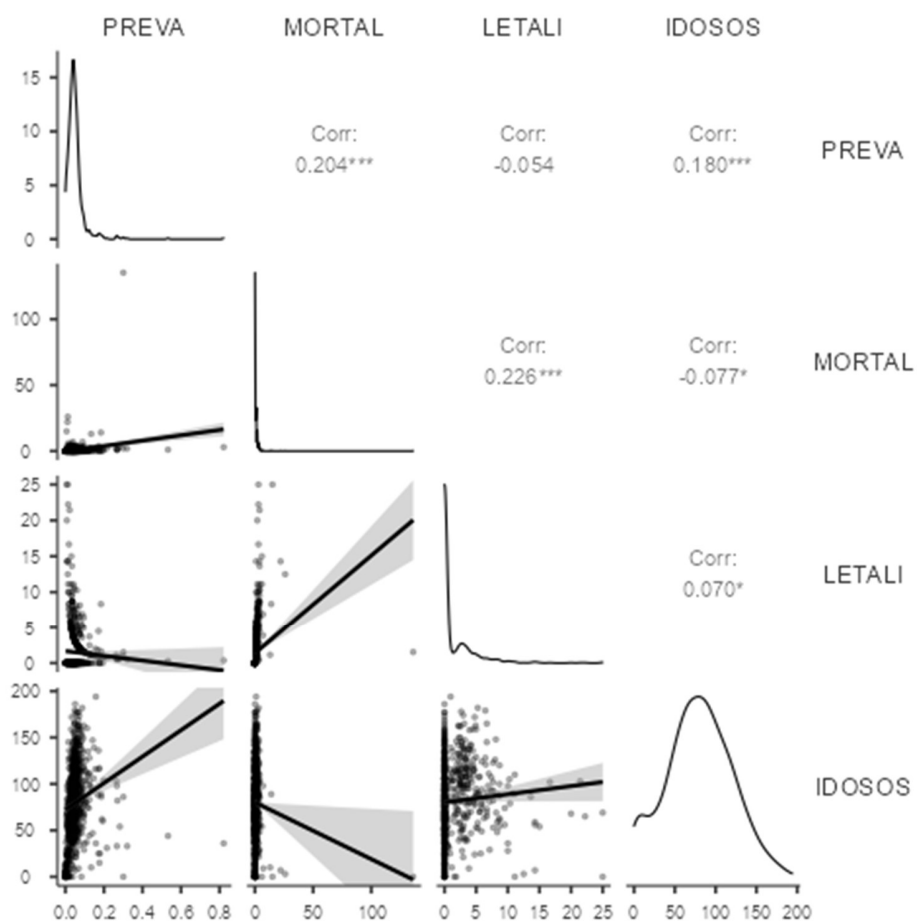 PREVA MORTAL LETALI IDOSOS
15
10
5
0
Corr:
0.204***
Corr:
-0.054
Corr:
0.180***
PREVA
100
50
0
Corr:
0.226***
Corr:
-0.077*
MORTAL
25
20
15
10
5
0
Corr:
0.070*
LETALI
200
150
100
50
0
IDOSOS
0.0 0.2 0.4 0.6 0.8 0 50 100 0 5 10 15 20 25 0 50 100 150 200